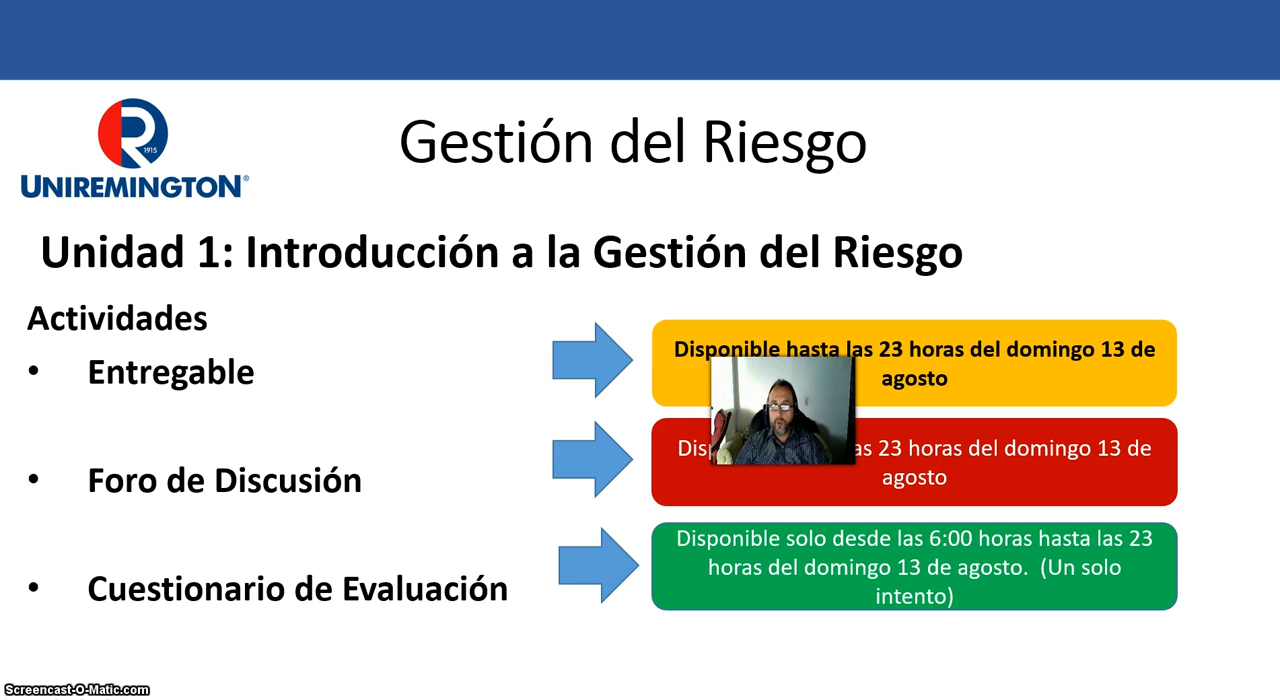 1915
UNIREMINGTON®
Gestión del Riesgo
Unidad 1: Introducción a la Gestión del Riesgo
Actividades
• Entregable
Disponible hasta las 23 horas del domingo 13 de
agosto
• Foro de Discusión
as 23 horas del domingo 13 de
agosto
• Cuestionario de Evaluación
Disponible solo desde las 6:00 horas hasta las 23
horas del domingo 13 de agosto. (Un solo
intento)
Screencast-O-Matic.com